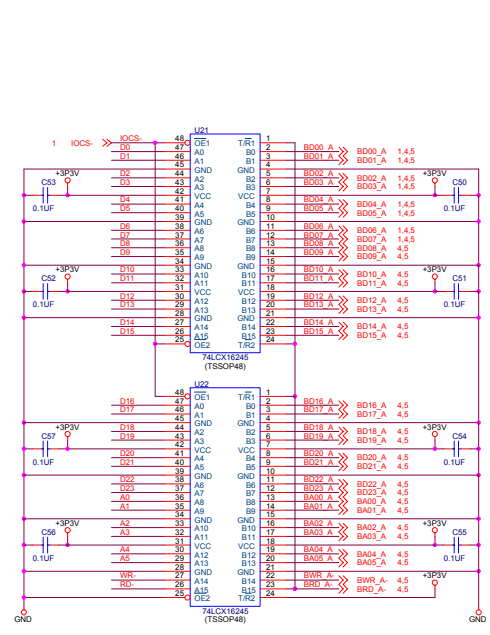 U21
1 IOCS- IOCS- 48 OE1 T/R1 1
D0 47 A0 B0 2 BD00_A BD00_A 1,4,5
D1 46 A1 B1 3 BD01_A BD01_A 1,4,5
45 GND GND 4
D2 44 A2 B2 5 BD02_A BD02_A 1,4,5
D3 43 A3 B3 6 BD03_A BD03_A 1,4,5
+3P3V 42 VCC VCC 7 +3P3V
C53 0.1UF
C50 0.1UF
D4 41 A4 B4 8 BD04_A BD04_A 1,4,5
D5 40 A5 B5 9 BD05_A BD05_A 1,4,5
39 GND GND 10
D6 38 A6 B6 11 BD06_A BD06_A 1,4,5
D7 37 A7 B7 12 BD07_A BD07_A 1,4,5
D8 36 A8 B8 13 BD08_A BD08_A 4,5
D9 35 A9 B9 14 BD09_A BD09_A 4,5
34 GND GND 15
D10 33 A10 B10 16 BD10_A BD10_A 4,5
D11 32 A11 B11 17 BD11_A BD11_A 4,5
+3P3V 31 VCC VCC 18 +3P3V
C52 0.1UF
C51 0.1UF
D12 30 A12 B12 19 BD12_A BD12_A 4,5
D13 29 A13 B13 20 BD13_A BD13_A 4,5
28 GND GND 21
D14 27 A14 B14 22 BD14_A BD14_A 4,5
D15 26 A15 B15 23 BD15_A BD15_A 4,5
25 OE2 T/R2 24
74LCX16245
(TSSOP48)
U22
48 OE1 T/R1 1
D16 47 A0 B0 2 BD16_A BD16_A 4,5
D17 46 A1 B1 3 BD17_A BD17_A 4,5
45 GND GND 4
D18 44 A2 B2 5 BD18_A BD18_A 4,5
D19 43 A3 B3 6 BD19_A BD19_A 4,5
+3P3V 42 VCC VCC 7 +3P3V
C57 0.1UF
C54 0.1UF
D20 41 A4 B4 8 BD20_A BD20_A 4,5
D21 40 A5 B5 9 BD21_A BD21_A 4,5
39 GND GND 10
D22 38 A6 B6 11 BD22_A BD22_A 4,5
D23 37 A7 B7 12 BD23_A BD23_A 4,5
A0 36 A8 B8 13 BA00_A BA00_A 4,5
A1 35 A9 B9 14 BA01_A BA01_A 4,5
34 GND GND 15
A2 33 A10 B10 16 BA02_A BA02_A 4,5
A3 32 A11 B11 17 BA03_A BA03_A 4,5
+3P3V 31 VCC VCC 18 +3P3V
C56 0.1UF
C55 0.1UF
A4 30 A12 B12 19 BA04_A BA04_A 4,5
A5 29 A13 B13 20 BA05_A BA05_A 4,5
28 GND GND 21
WR- 27 A14 B14 22 BWR_A- BWR_A- 4,5
RD- 26 A15 B15 23 BRD_A- BRD_A- 4,5
25 OE2 T/R2 24 +3P3V
74LCX16245
(TSSOP48)
GND GND